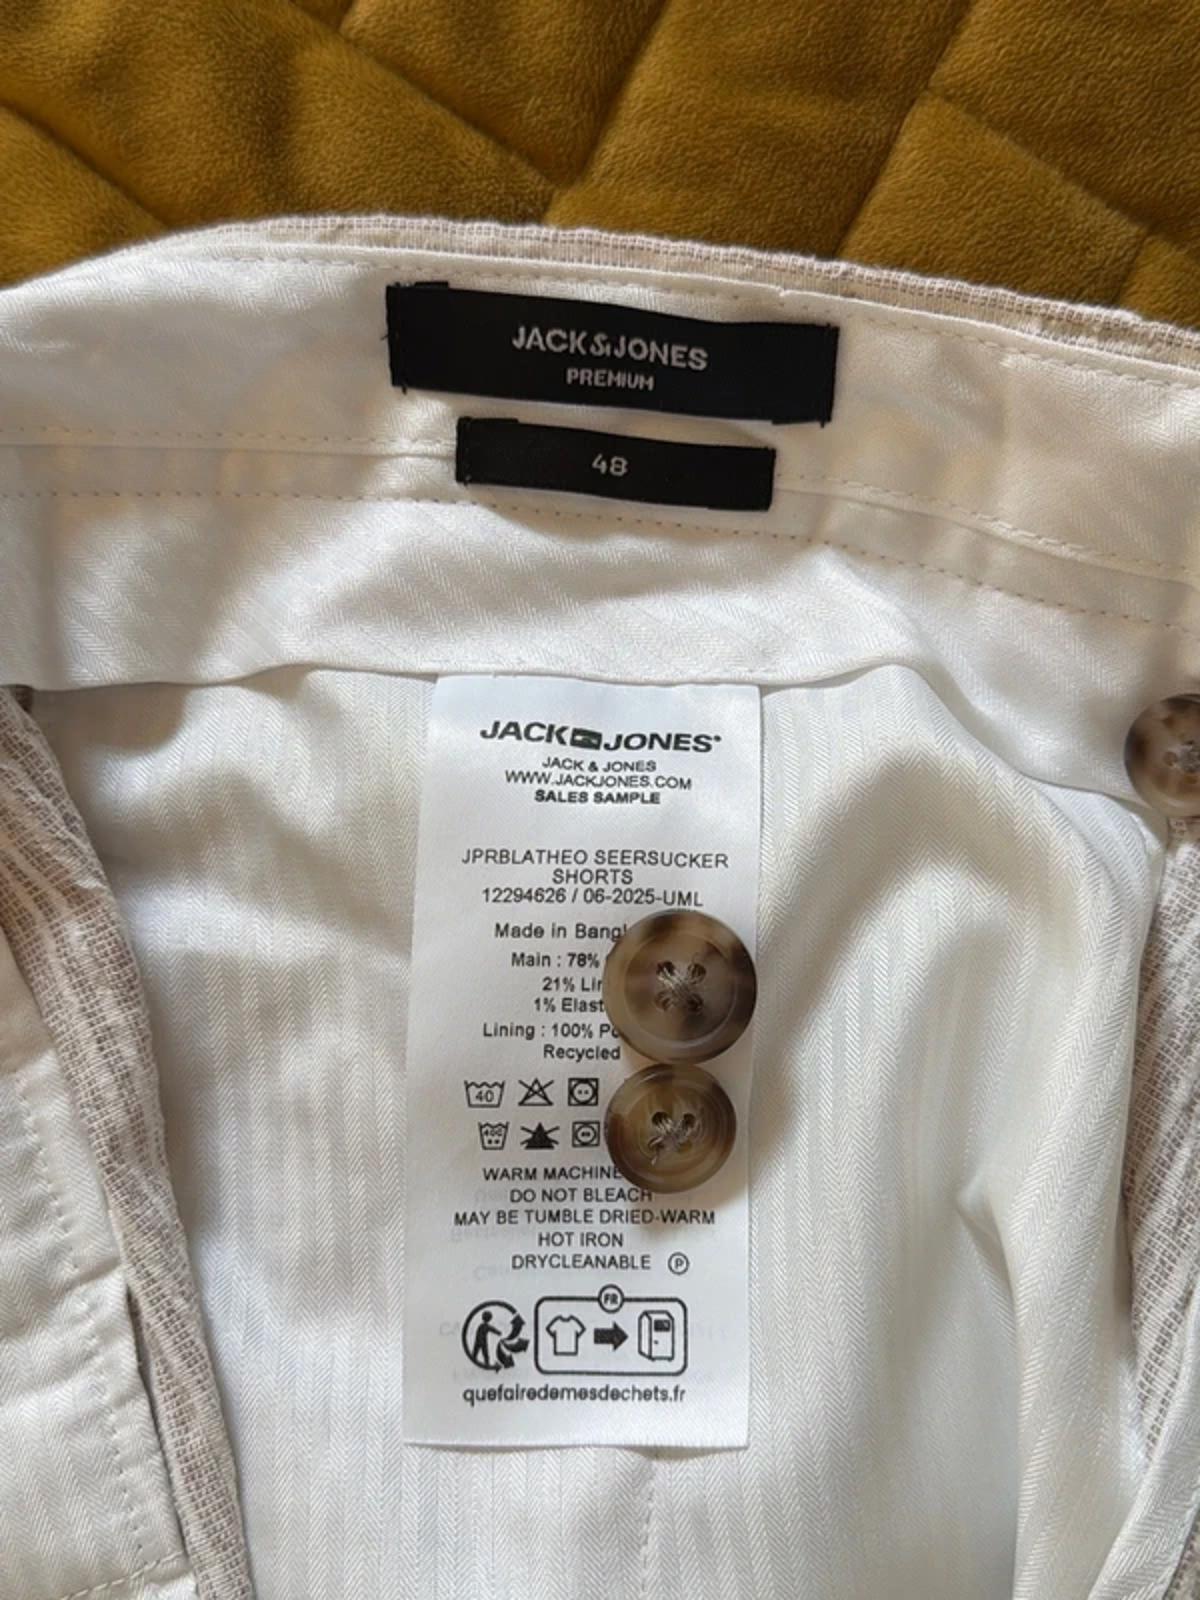 JACK&JONES
PREMIUM
48
JACK JONES®
JACK & JONES
WWW.JACKJONES.COM
SALES SAMPLE
JPRBLATHEO SEERSUCKER
SHORTS
12294626 / 06-2025-UML
Made in
Main : 78%
21%
1%
Lining : 100%
Recycled
40
WARM MACHINE
DO NOT BLEACH
MAY BE TUMBLE DRIED-WARM
HOT IRON
DRYCLEANABLE P
FR
quefairedemesdechets.fr